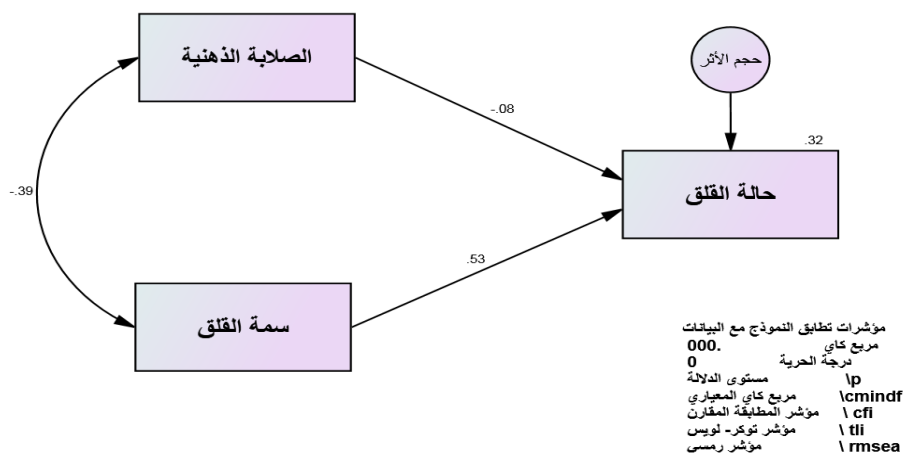 الصلابة الذهنية
حجم الأثر
-.08
.32
-.39
حالة القلق
.53
سمة القلق
مؤشرات تطابق النموذج مع البيانات
مربع كاي .000
درجة الحرية 0
مستوى الدلالة \p
مربع كاي المعياري \cmindf
مؤشر المطابقة المقارن \ cfi
مؤشر توكر- لويس \ tli
مؤشر رمسي \ rmsea